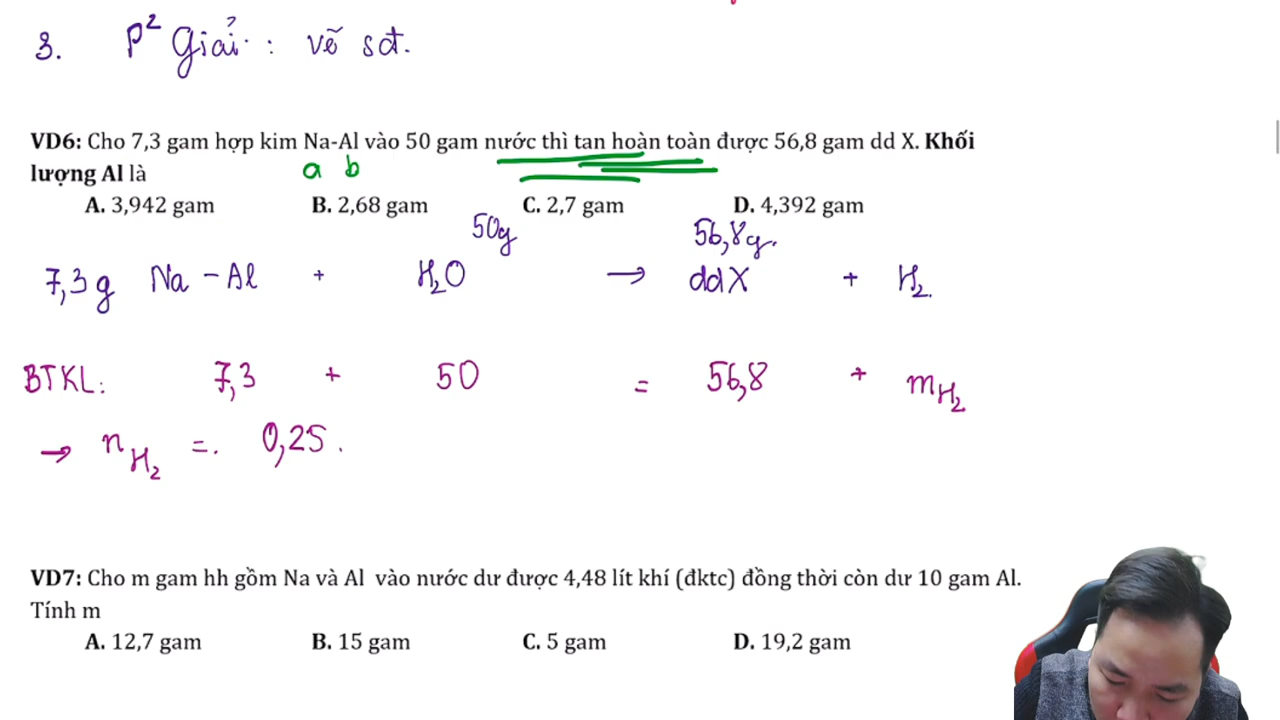 3. P² Giải : vẽ sđ.
VD6: Cho 7,3 gam hợp kim Na-Al vào 50 gam nước thì tan hoàn toàn được 56,8 gam dd X. Khối
lượng Al là
a b
A. 3,942 gam B. 2,68 gam C. 2,7 gam D. 4,392 gam
50g 56,8g.
7,3g Na - Al + H₂O → ddX + H₂.
BTKL: 7,3 + 50 = 56,8 + mH₂
→ nH₂ =. 0,25.
VD7: Cho m gam hh gồm Na và Al vào nước dư được 4,48 lít khí (đktc) đồng thời còn dư 10 gam Al.
Tính m
A. 12,7 gam B. 15 gam C. 5 gam D. 19,2 gam